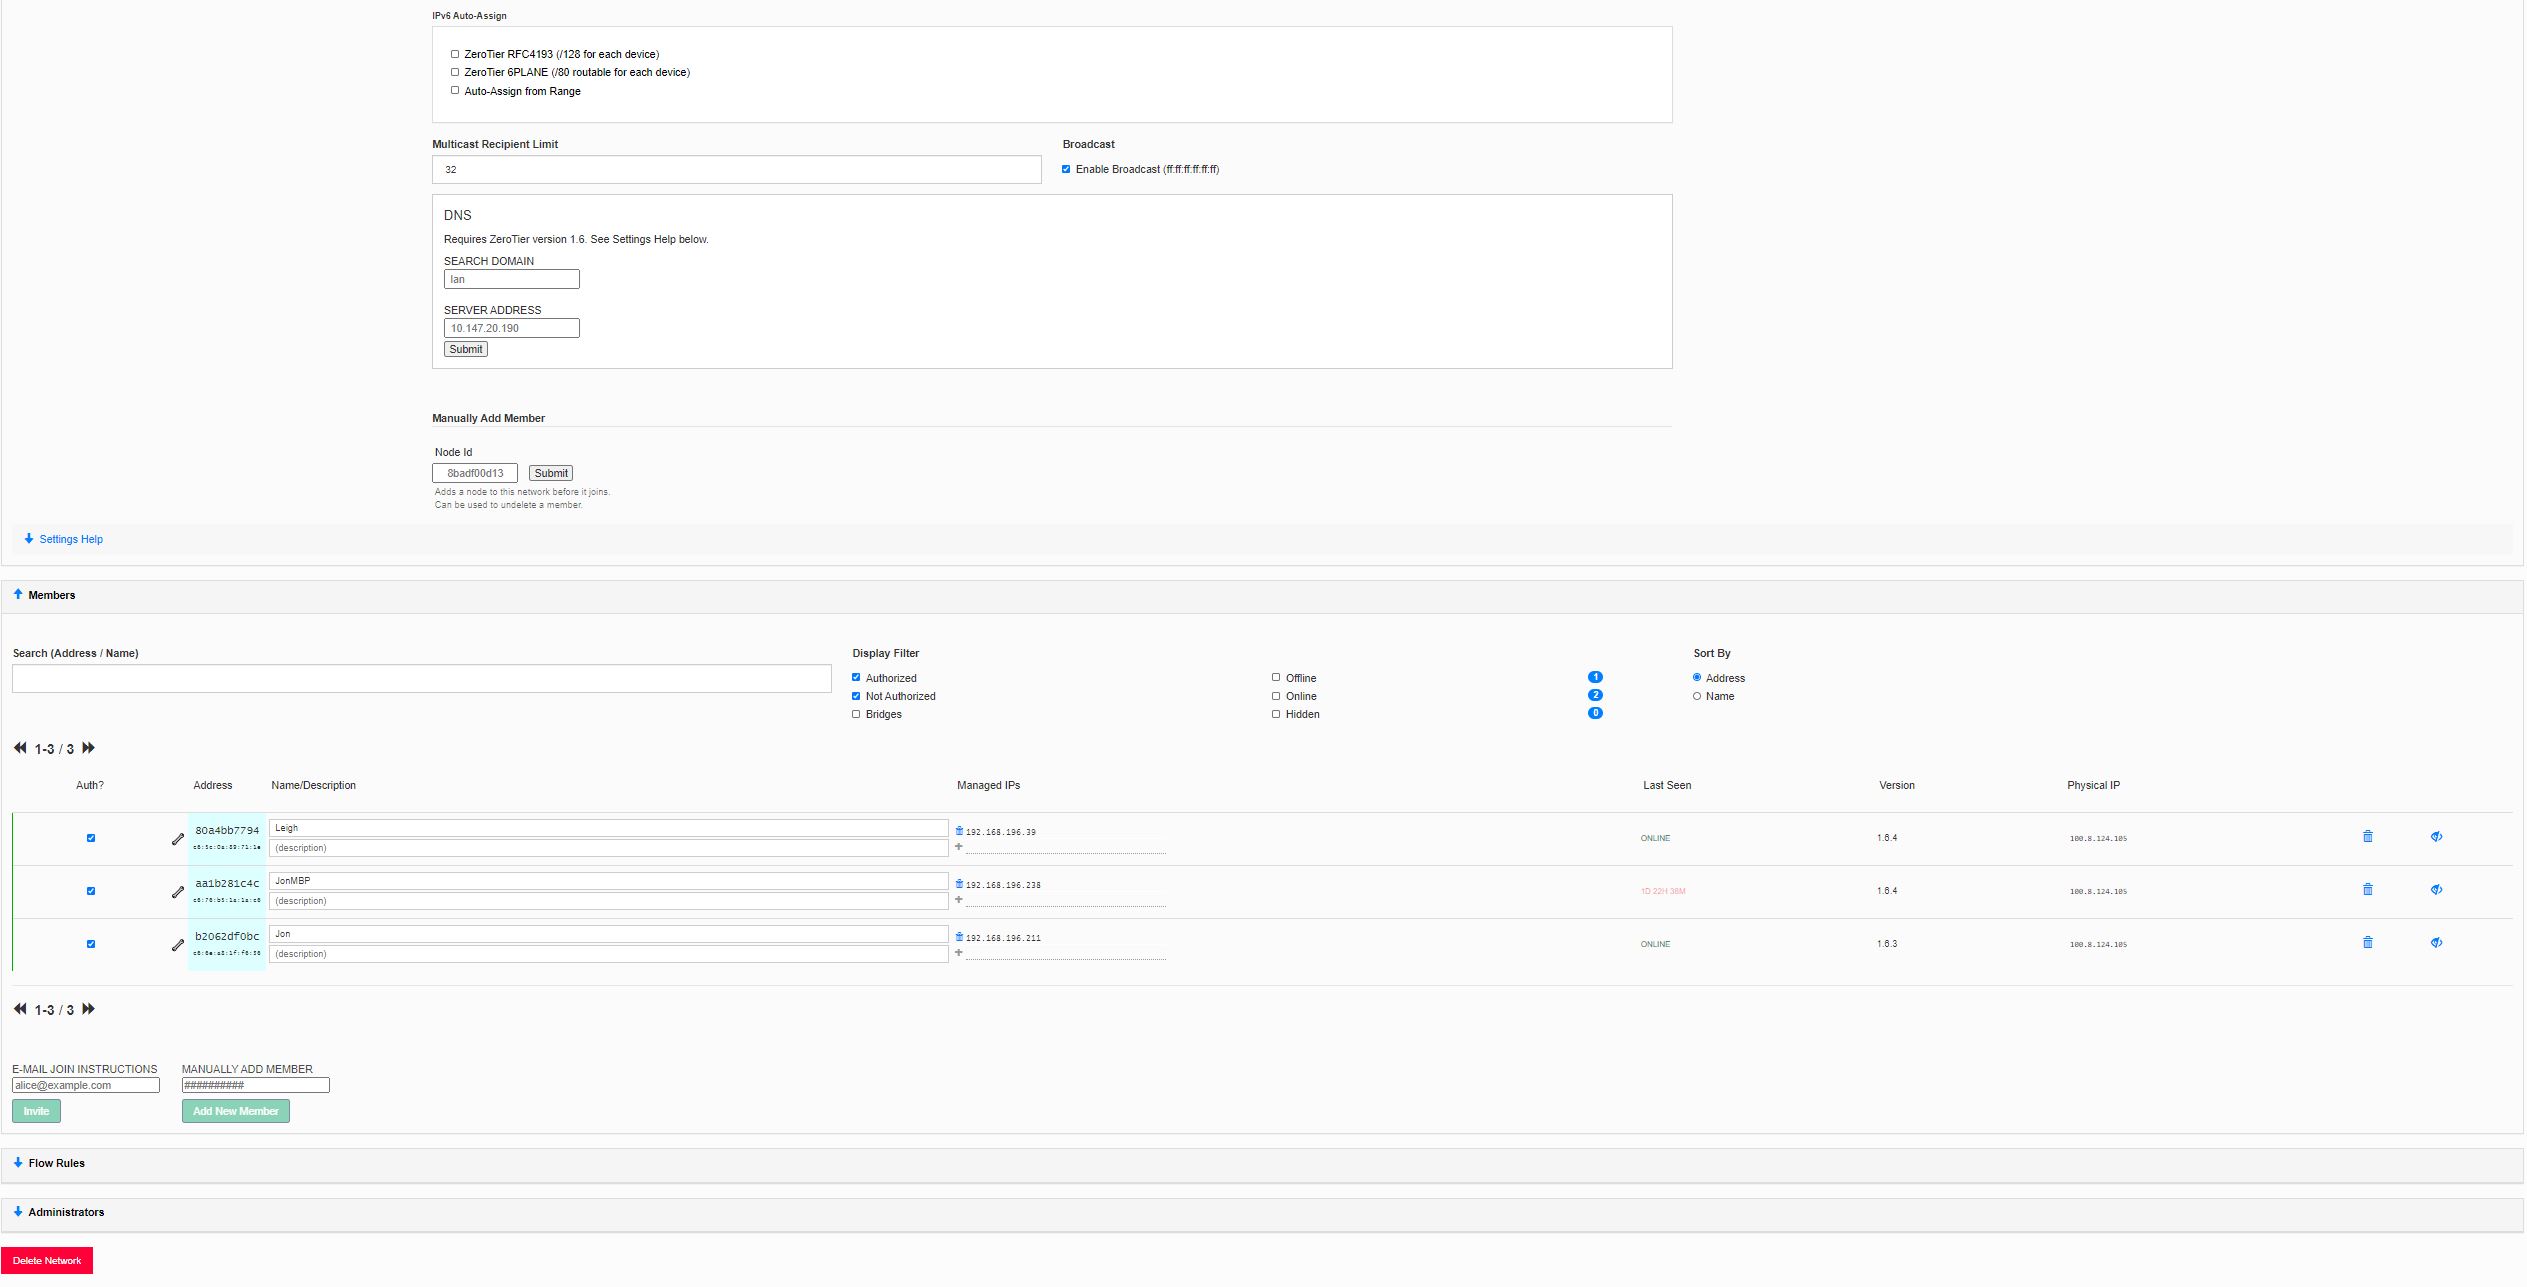 IPv6 Auto-Assign
ZeroTier RFC4193 (/128 for each device)
ZeroTier 6PLANE (/80 routable for each device)
Auto-Assign from Range
Multicast Recipient Limit
32
Broadcast
Enable Broadcast (ff:ff:ff:ff:ff:ff)
DNS
Requires ZeroTier version 1.6. See Settings Help below.
SEARCH DOMAIN
lan
SERVER ADDRESS
10.147.20.190
Submit
Manually Add Member
Node Id
8badf00d13 Submit
Adds a node to this network before it joins.
Can be used to undelete a member.
Settings Help
Members
Search (Address / Name)
Display Filter
Authorized
Not Authorized
Bridges
Offline 1
Online 2
Hidden 0
Sort By
Address
Name
1-3 / 3
Auth? Address Name/Description Managed IPs Last Seen Version Physical IP
80a4bb7794 Leigh 192.168.196.39 ONLINE 1.6.4 100.8.124.105
c6:5c:0a:89:71:1e (description) +
aa1b281c4c JonMBP 192.168.196.238 1D 22H 38M 1.6.4 100.8.124.105
(description) +
b2062df0bc Jon 192.168.196.211 ONLINE 1.6.3 100.8.124.105
(description) +
1-3 / 3
E-MAIL JOIN INSTRUCTIONS
alice@example.com
Invite
MANUALLY ADD MEMBER
##########
Add New Member
Flow Rules
Administrators
Delete Network